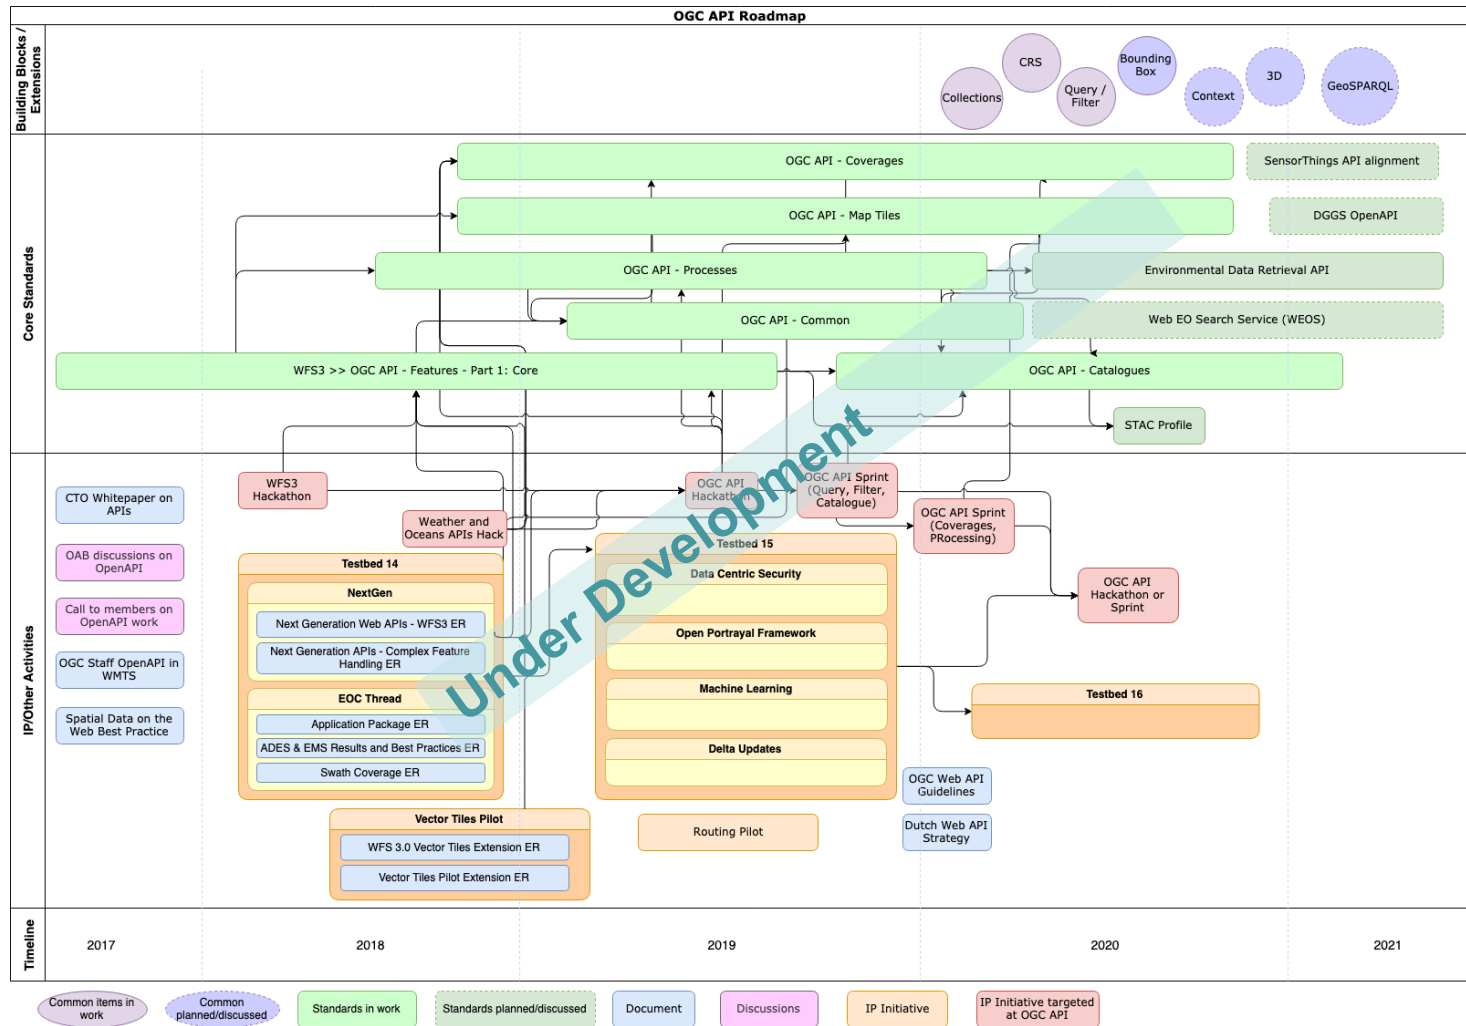 OGC API Roadmap
Building Blocks /
Extensions
Collections
CRS
Query /
Filter
Bounding
Box
Context
3D
GeoSPARQL
Core Standards
OGC API - Coverages
SensorThings API alignment
OGC API - Map Tiles
DGGS OpenAPI
OGC API - Processes
Environmental Data Retrieval API
OGC API - Common
Web EO Search Service (WEOS)
WFS3 >> OGC API - Features - Part 1: Core
OGC API - Catalogues
STAC Profile
IP/Other Activities
CTO Whitepaper on
APIs
OAB discussions on
OpenAPI
Call to members on
OpenAPI work
OGC Staff OpenAPI in
WMTS
Spatial Data on the
Web Best Practice
WFS3
Hackathon
Weather and
Oceans APIs Hack
Testbed 14
NextGen
Next Generation Web APIs - WFS3 ER
Next Generation APIs - Complex Feature
Handling ER
EOC Thread
Application Package ER
ADES & EMS Results and Best Practices ER
Swath Coverage ER
Vector Tiles Pilot
WFS 3.0 Vector Tiles Extension ER
Vector Tiles Pilot Extension ER
OGC API
Hackathon
OGC API Sprint
(Query, Filter,
Catalogue)
OGC API Sprint
(Coverages,
PRocessing)
Testbed 15
Data Centric Security
Open Portrayal Framework
Machine Learning
Delta Updates
Routing Pilot
OGC API
Hackathon or
Sprint
Testbed 16
OGC Web API
Guidelines
Dutch Web API
Strategy
Under Development
Timeline
2017
2018
2019
2020
2021
Common items in
work
Common
planned/discussed
Standards in work
Standards planned/discussed
Document
Discussions
IP Initiative
IP Initiative targeted
at OGC API